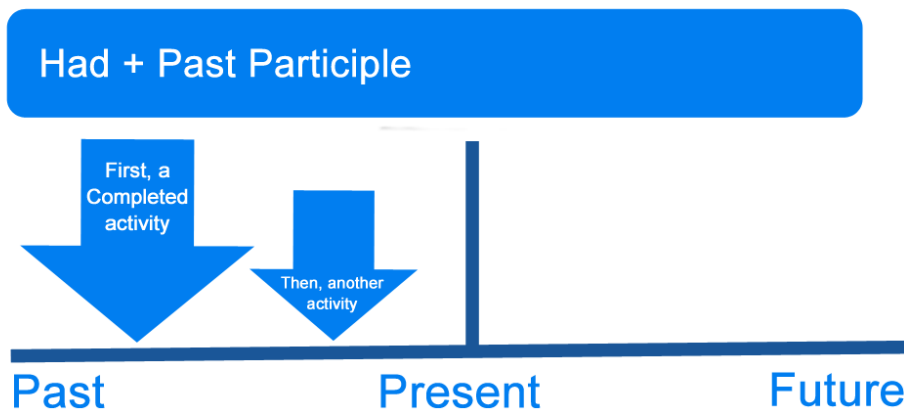 Had + Past Participle
First, a
Completed
activity
Then, another
activity
Past
Present
Future